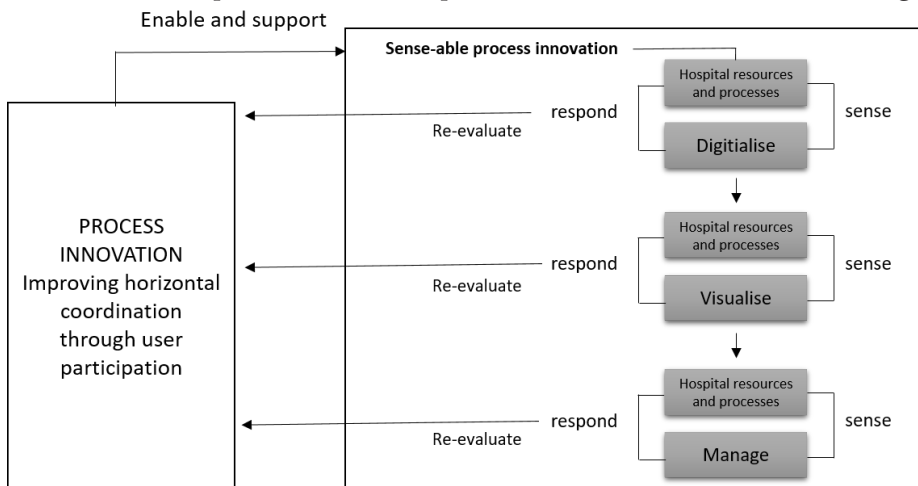 Enable and support
Sense-able process innovation
Hospital resources
and processes
respond
sense
Re-evaluate
Digitialise
PROCESS
INNOVATION
Improving horizontal
coordination
through user
participation
Hospital resources
and processes
respond
sense
Re-evaluate
Visualise
Hospital resources
and processes
respond
sense
Re-evaluate
Manage